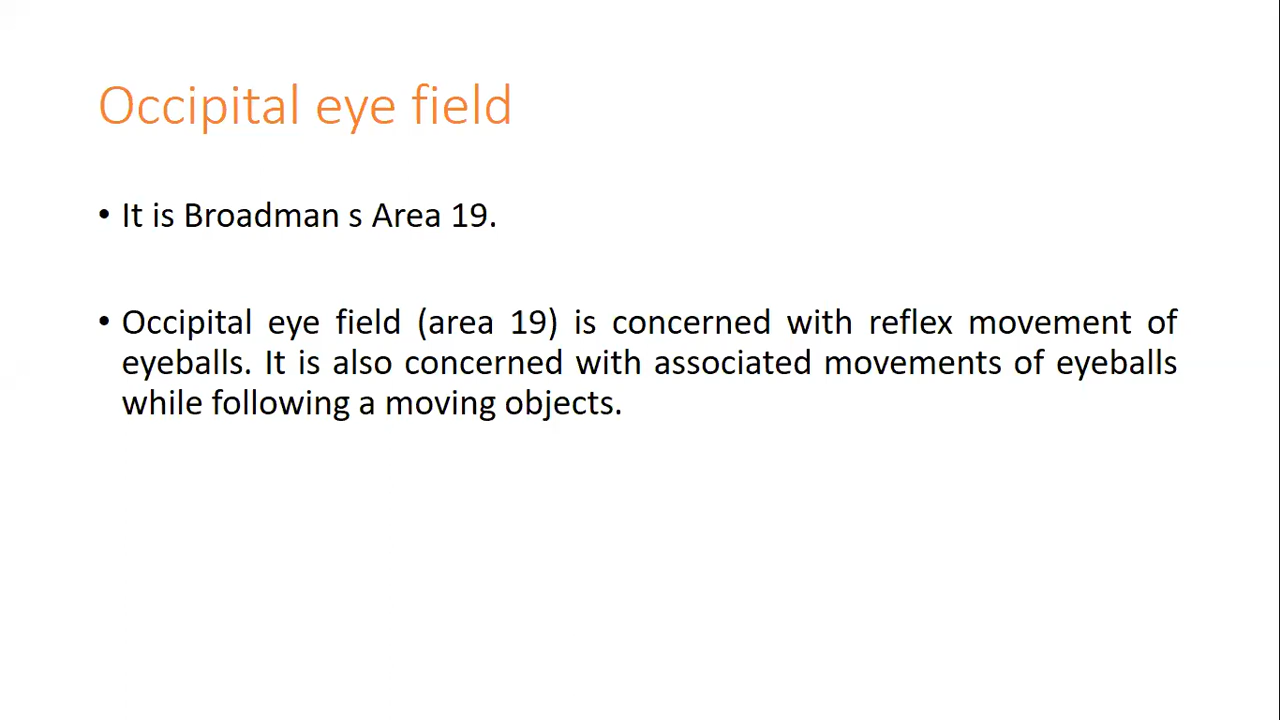 Occipital eye field
• It is Broadman s Area 19.
• Occipital eye field (area 19) is concerned with reflex movement of
eyeballs. It is also concerned with associated movements of eyeballs
while following a moving objects.